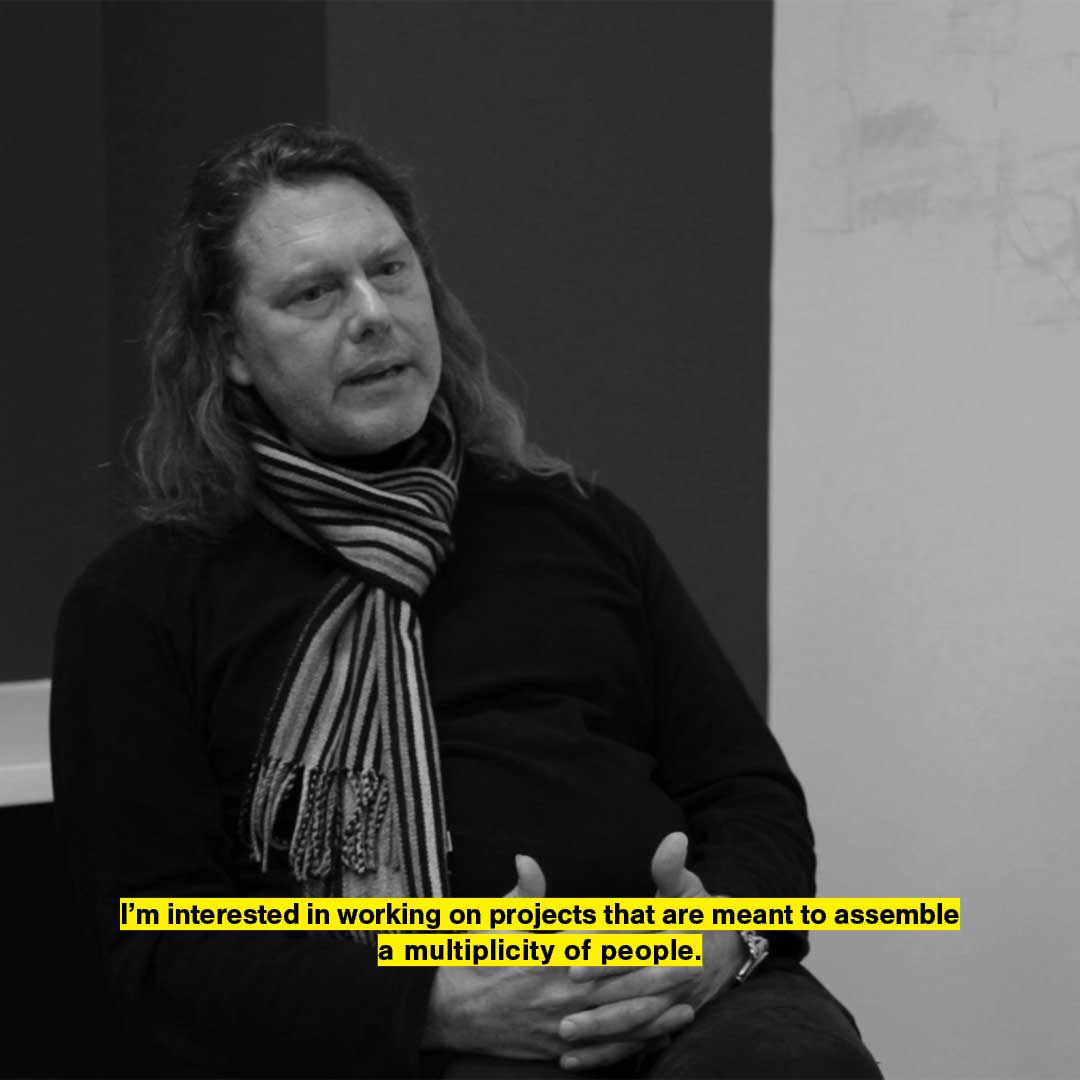 I’m interested in working on projects that are meant to assemble
a multiplicity of people.